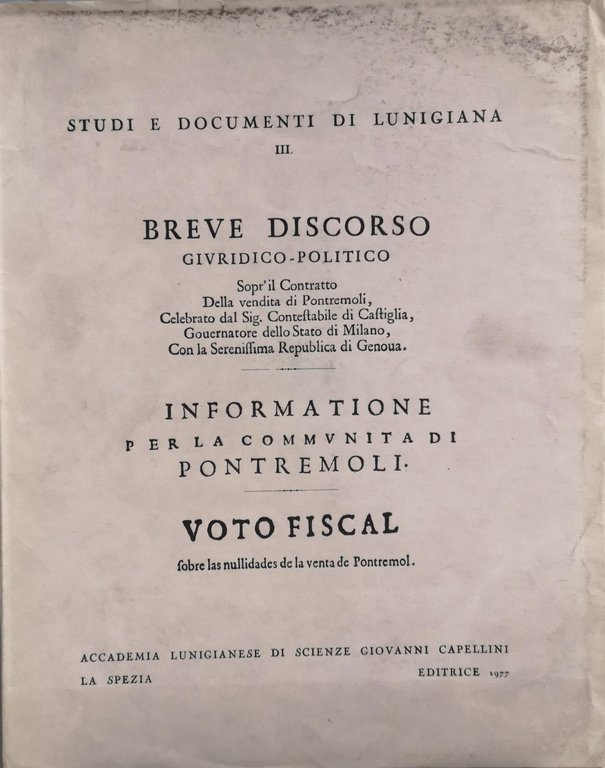 STUDI E DOCUMENTI DI LUNIGIANA
III.
BREVE DISCORSO
GIVRIDICO-POLITICO
Sopr'il Contratto
Della vendita di Pontremoli,
Celebrato dal Sig. Conteſtabile di Caſtiglia,
Gouernatore dello Stato di Milano,
Con la Sereniſſima Republica di Genoua.
INFORMATIONE
PER LA COMMVNITA DI
PONTREMOLI.
VOTO FISCAL
ſobre las nullidades de la venta de Pontremol.
ACCADEMIA LUNIGIANESE DI SCIENZE GIOVANNI CAPELLINI
LA SPEZIA EDITRICE 1977